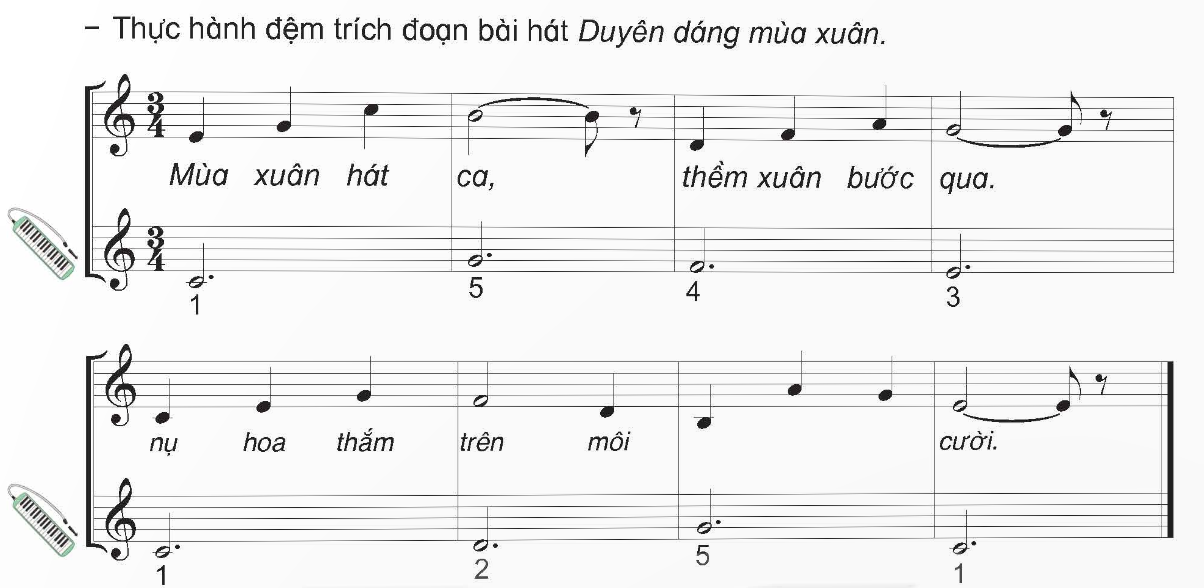 – Thực hành đệm trích đoạn bài hát Duyên dáng mùa xuân.
3
4
Mùa xuân hát ca, thềm xuân bước qua.
3
4
1 5 4 3
nụ hoa thắm trên môi cười.
1 2 5 1